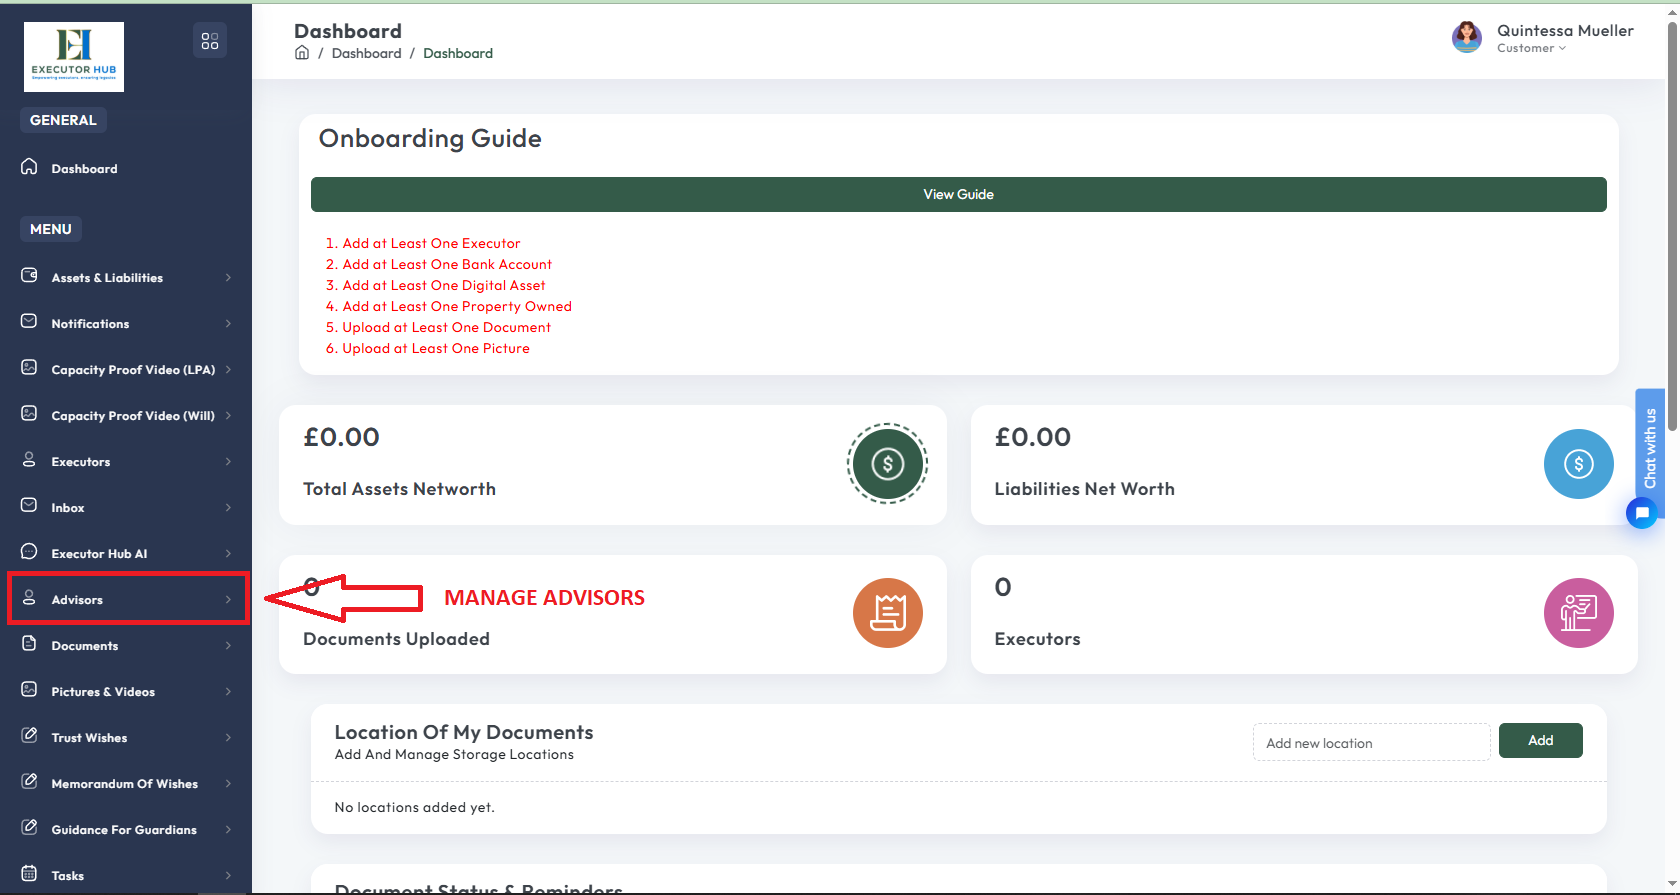 EXECUTOR HUB
Empowering executors, ensuring legacies
GENERAL
Dashboard
MENU
Assets & Liabilities
Notifications
Capacity Proof Video (LPA)
Capacity Proof Video (Will)
Executors
Inbox
Executor Hub AI
Advisors
Documents
Pictures & Videos
Trust Wishes
Memorandum Of Wishes
Guidance For Guardians
Tasks
Dashboard
/ Dashboard / Dashboard
Quintessa Mueller
Customer
Onboarding Guide
View Guide
1. Add at Least One Executor
2. Add at Least One Bank Account
3. Add at Least One Digital Asset
4. Add at Least One Property Owned
5. Upload at Least One Document
6. Upload at Least One Picture
£0.00
Total Assets Networth
£0.00
Liabilities Net Worth
Chat with us
0
MANAGE ADVISORS
Documents Uploaded
0
Executors
Location Of My Documents
Add And Manage Storage Locations
Add new location
Add
No locations added yet.
Document Status & Reminders